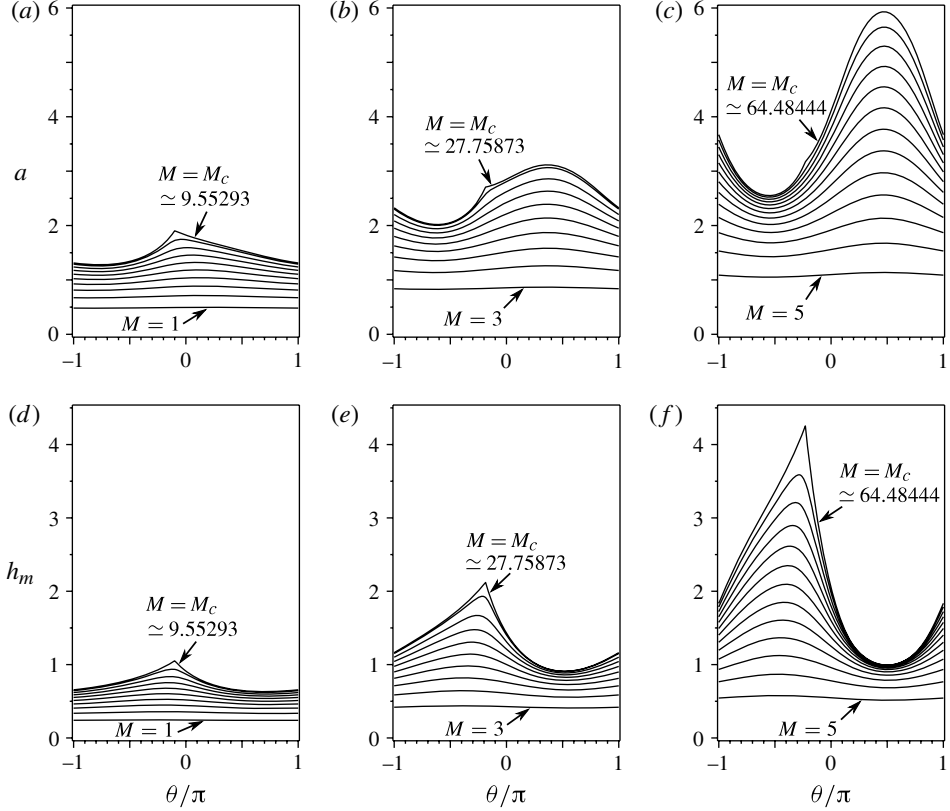 (a)
(b)
(c)
6
4
2
0
a
M = M_c
≃ 9.55293
M = 1
−1
0
1
6
4
2
0
M = M_c
≃ 27.75873
M = 3
−1
0
1
6
4
2
0
M = M_c
≃ 64.48444
M = 5
−1
0
1
(d)
(e)
(f)
4
3
2
1
0
h_m
M = M_c
≃ 9.55293
M = 1
−1
0
1
θ/π
4
3
2
1
0
M = M_c
≃ 27.75873
M = 3
−1
0
1
θ/π
4
3
2
1
0
M = M_c
≃ 64.48444
M = 5
−1
0
1
θ/π